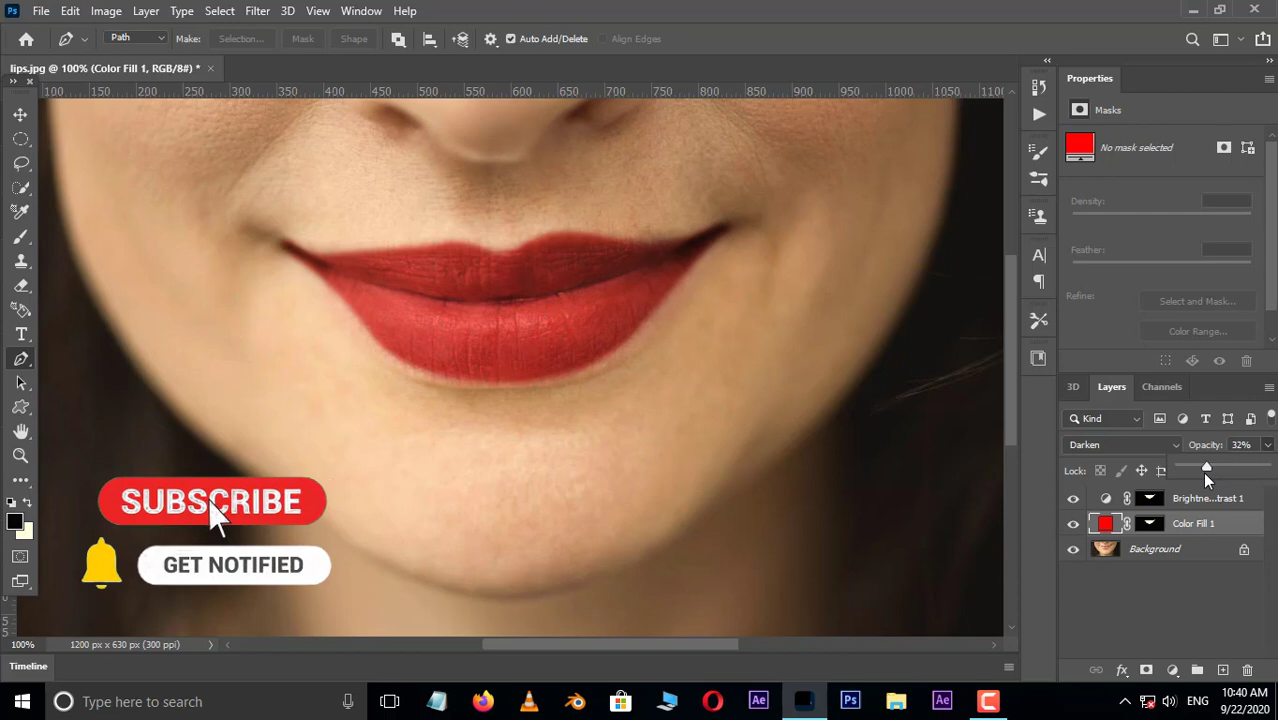 Ps File Edit Image Layer Type Select Filter 3D View Window Help
Path Make: Selection... Mask Shape Auto Add/Delete Align Edges
lips.jpg @ 100% (Color Fill 1, RGB/8#) * ×
100 150 200 250 300 350 400 450 500 550 600 650 700 750 800 850 900 950 1000 1050 1100
Properties
Masks
No mask selected
Density:
Feather:
Refine: Select and Mask...
Color Range...
3D Layers Channels
Kind
Darken Opacity: 32%
Lock:
Brightne...trast 1
Color Fill 1
Background
SUBSCRIBE
GET NOTIFIED
100% 1200 px x 630 px (300 ppi)
Timeline
Type here to search
Ae Ps Ae
ENG
10:40 AM
9/22/2020